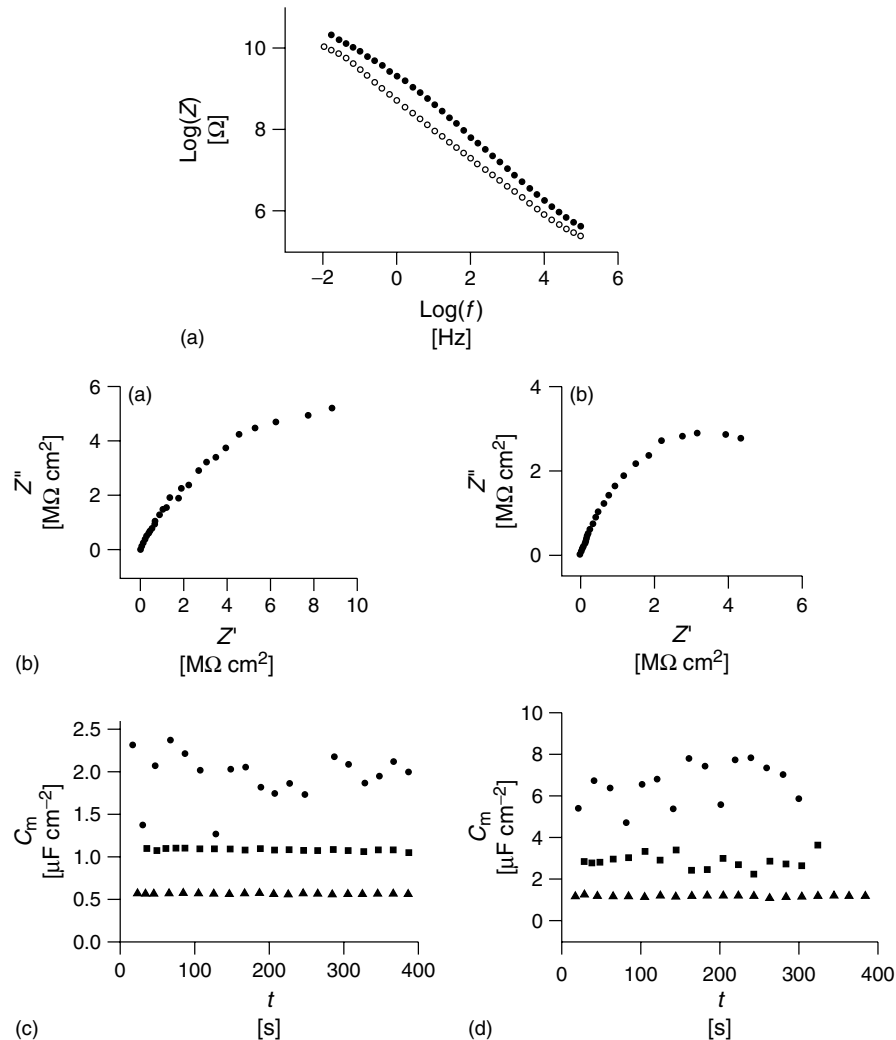 10
8
6
Log(Z)
[Ω]
−2
0
2
4
6
Log(f)
[Hz]
(a)
(a)
6
4
2
0
Z''
[MΩ cm²]
0
2
4
6
8
10
Z'
[MΩ cm²]
(b)
(b)
4
2
0
Z''
[MΩ cm²]
0
2
4
6
Z'
[MΩ cm²]
2.5
2.0
1.5
1.0
0.5
0.0
Cₘ
[μF cm⁻²]
0
100
200
300
400
t
[s]
(c)
10
8
6
4
2
0
Cₘ
[μF cm⁻²]
0
100
200
300
400
t
[s]
(d)